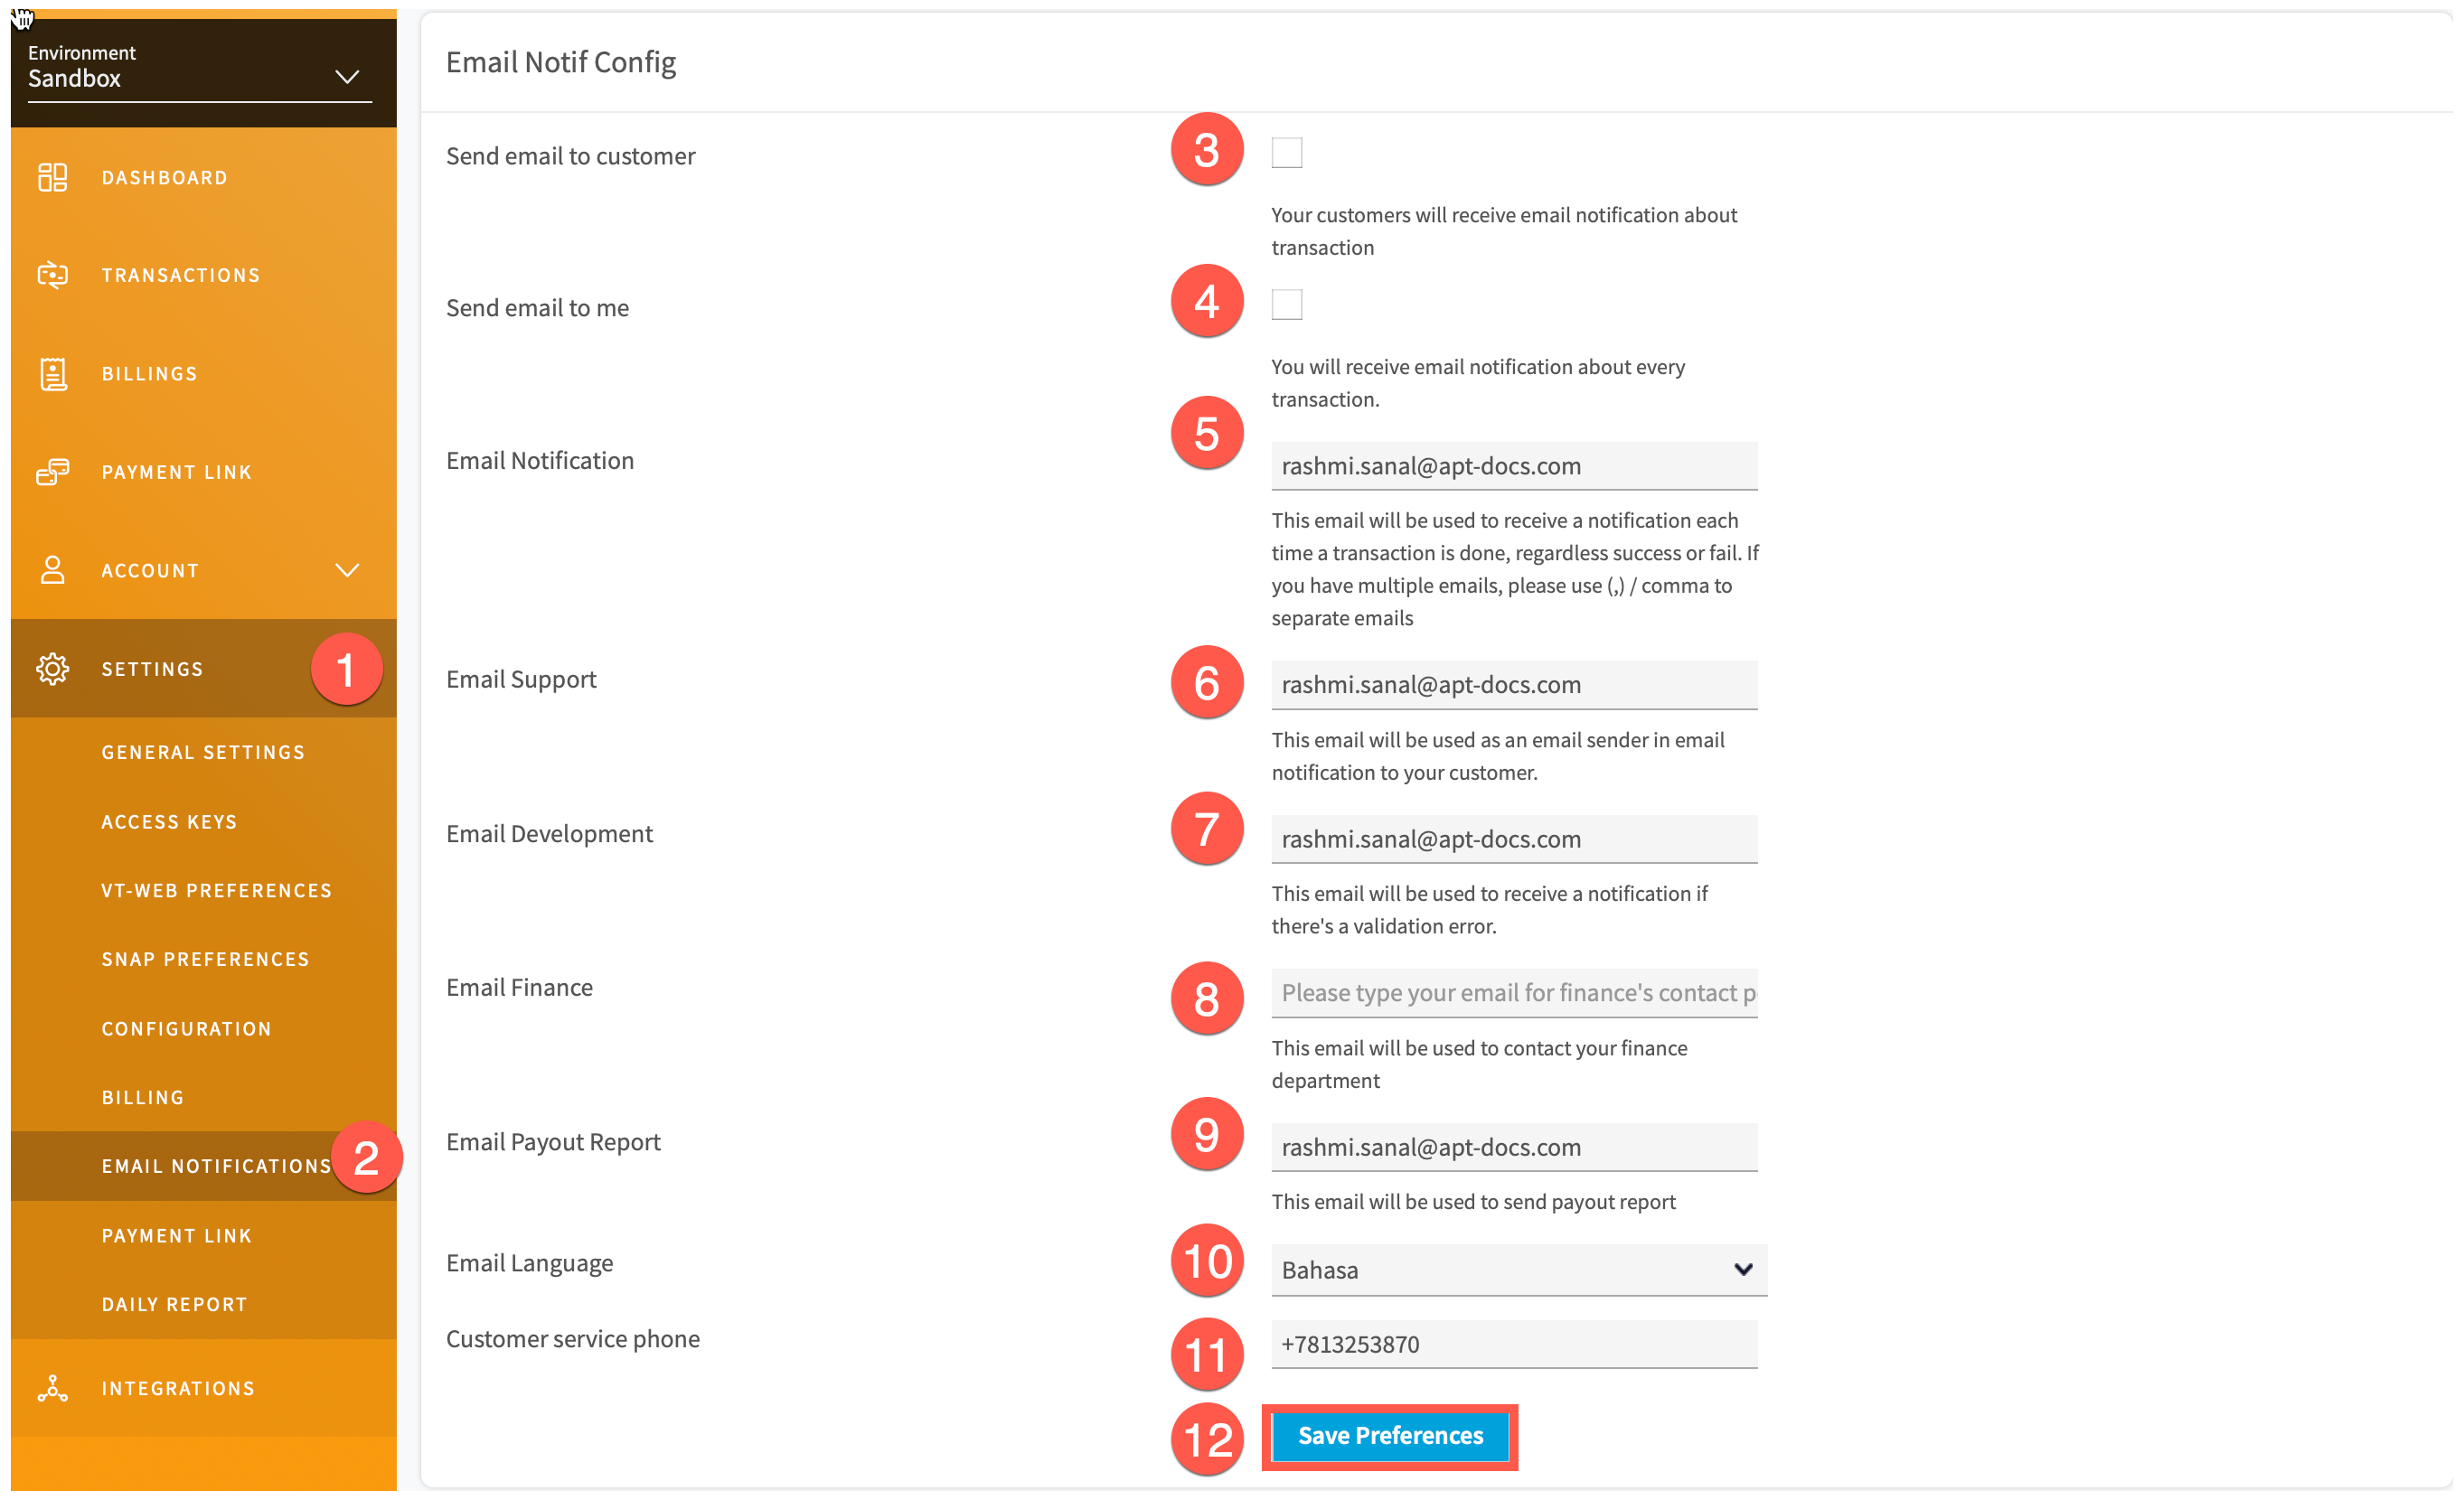 Environment
Sandbox
DASHBOARD
TRANSACTIONS
BILLINGS
PAYMENT LINK
ACCOUNT
SETTINGS
1
GENERAL SETTINGS
ACCESS KEYS
VT-WEB PREFERENCES
SNAP PREFERENCES
CONFIGURATION
BILLING
EMAIL NOTIFICATIONS
2
PAYMENT LINK
DAILY REPORT
INTEGRATIONS
Email Notif Config
Send email to customer
3
Your customers will receive email notification about
transaction
Send email to me
4
You will receive email notification about every
transaction.
Email Notification
5
rashmi.sanal@apt-docs.com
This email will be used to receive a notification each
time a transaction is done, regardless success or fail. If
you have multiple emails, please use (,) / comma to
separate emails
Email Support
6
rashmi.sanal@apt-docs.com
This email will be used as an email sender in email
notification to your customer.
Email Development
7
rashmi.sanal@apt-docs.com
This email will be used to receive a notification if
there's a validation error.
Email Finance
8
Please type your email for finance's contact p
This email will be used to contact your finance
department
Email Payout Report
9
rashmi.sanal@apt-docs.com
This email will be used to send payout report
Email Language
10
Bahasa
Customer service phone
11
+7813253870
12
Save Preferences